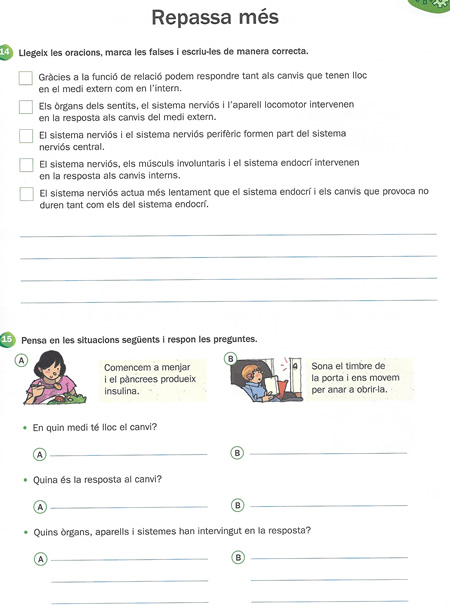 Repassa més
14 Llegeix les oracions, marca les falses i escriu-les de manera correcta.
Gràcies a la funció de relació podem respondre tant als canvis que tenen lloc
en el medi extern com en l'intern.
Els òrgans dels sentits, el sistema nerviós i l'aparell locomotor intervenen
en la resposta als canvis del medi extern.
El sistema nerviós i el sistema nerviós perifèric formen part del sistema
nerviós central.
El sistema nerviós, els músculs involuntaris i el sistema endocrí intervenen
en la resposta als canvis interns.
El sistema nerviós actua més lentament que el sistema endocrí i els canvis que provoca no
duren tant com els del sistema endocrí.
15 Pensa en les situacions següents i respon les preguntes.
A
Comencem a menjar
i el pàncrees produeix
insulina.
B
Sona el timbre de
la porta i ens movem
per anar a obrir-la.
• En quin medi té lloc el canvi?
A B
• Quina és la resposta al canvi?
A B
• Quins òrgans, aparells i sistemes han intervingut en la resposta?
A B